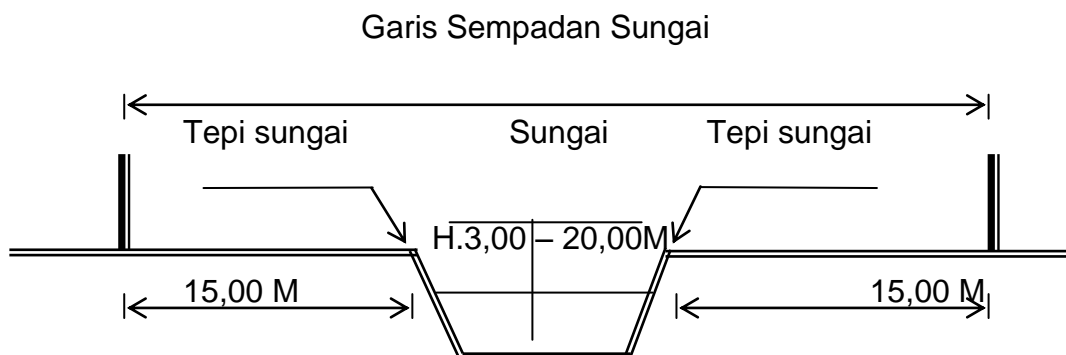 Garis Sempadan Sungai
Tepi sungai Sungai Tepi sungai
H.3,00 – 20,00M
15,00 M 15,00 M